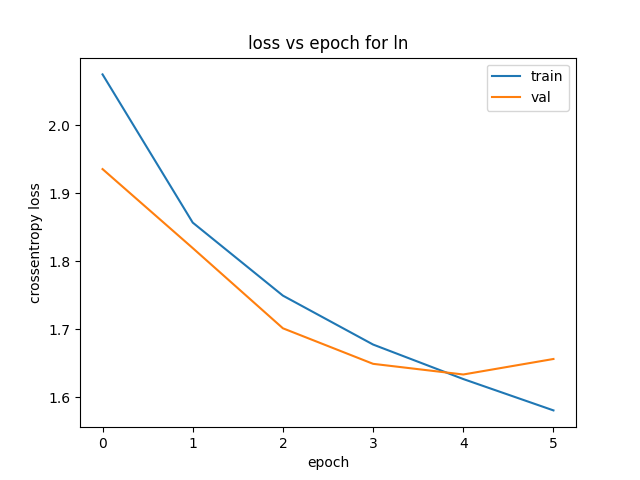 loss vs epoch for ln
train
val
crossentropy loss
2.0
1.9
1.8
1.7
1.6
0 1 2 3 4 5
epoch